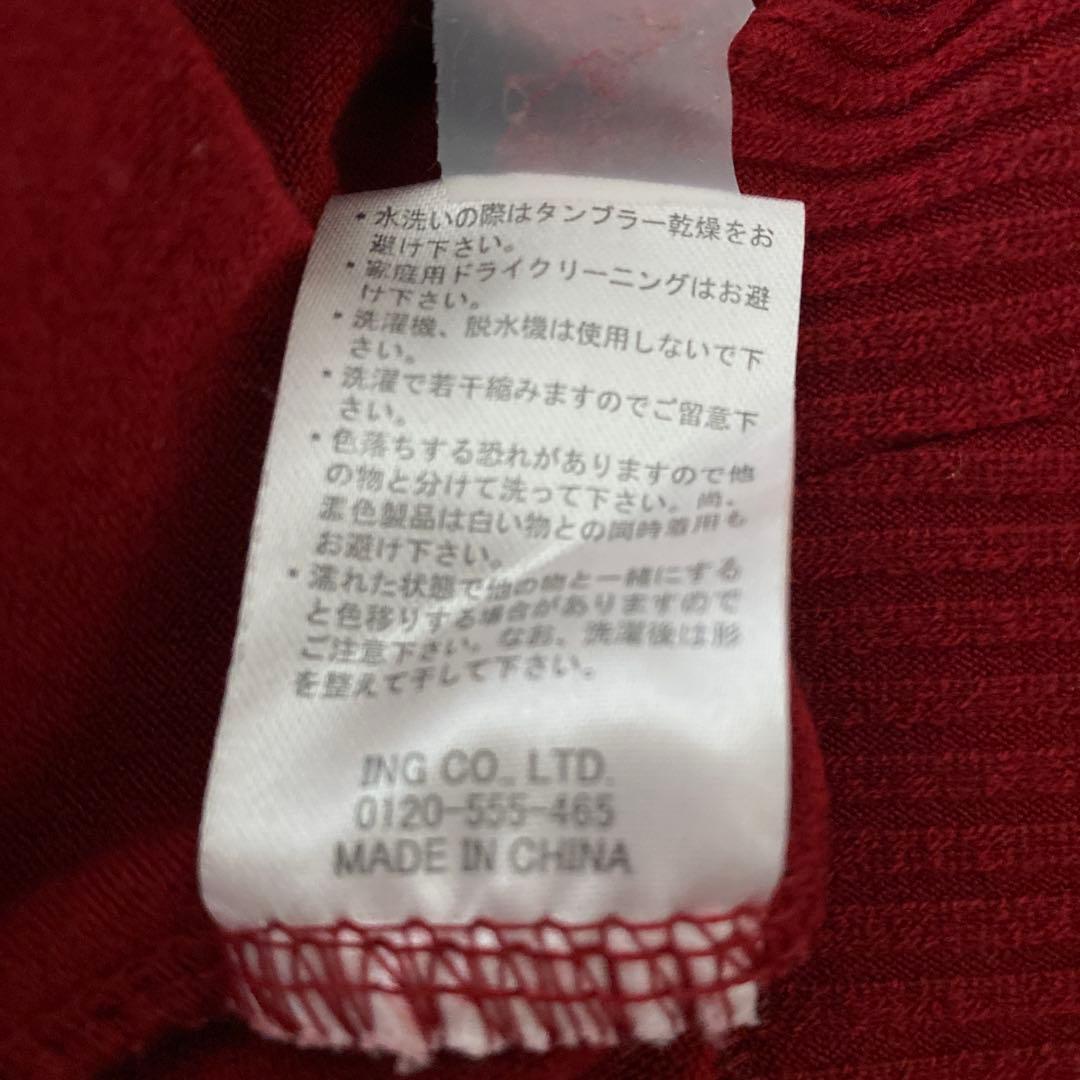 ・水洗いの際はタンブラー乾燥をお
避け下さい。
・家庭用ドライクリーニングはお避
け下さい。
・洗濯機、脱水機は使用しないで下
さい。
・洗濯で若干縮みますのでご留意下
さい。
・色落ちする恐れがありますので他
の物と分けて洗って下さい。尚、
濃色製品は白い物との同時着用も
お避け下さい。
・濡れた状態で他の物と一緒にする
と色移りする場合がありますので
ご注意下さい。なお、洗濯後は形
を整えて干して下さい。
ING CO., LTD.
0120-555-465
MADE IN CHINA